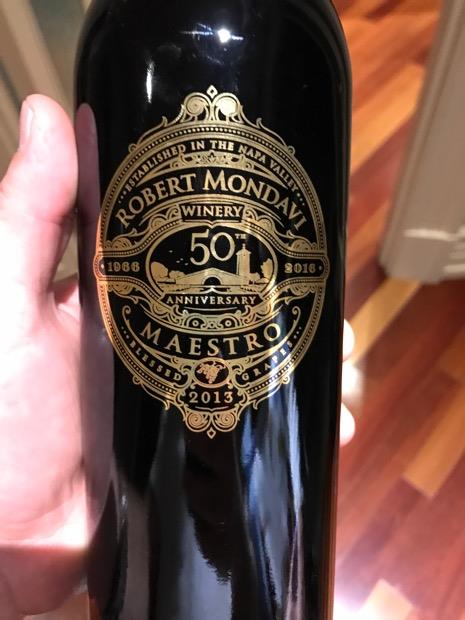 ESTABLISHED IN THE NAPA VALLEY
ROBERT MONDAVI
WINERY
50TH
1966 2016
ANNIVERSARY
MAESTRO
BLESSED GRAPES
2013